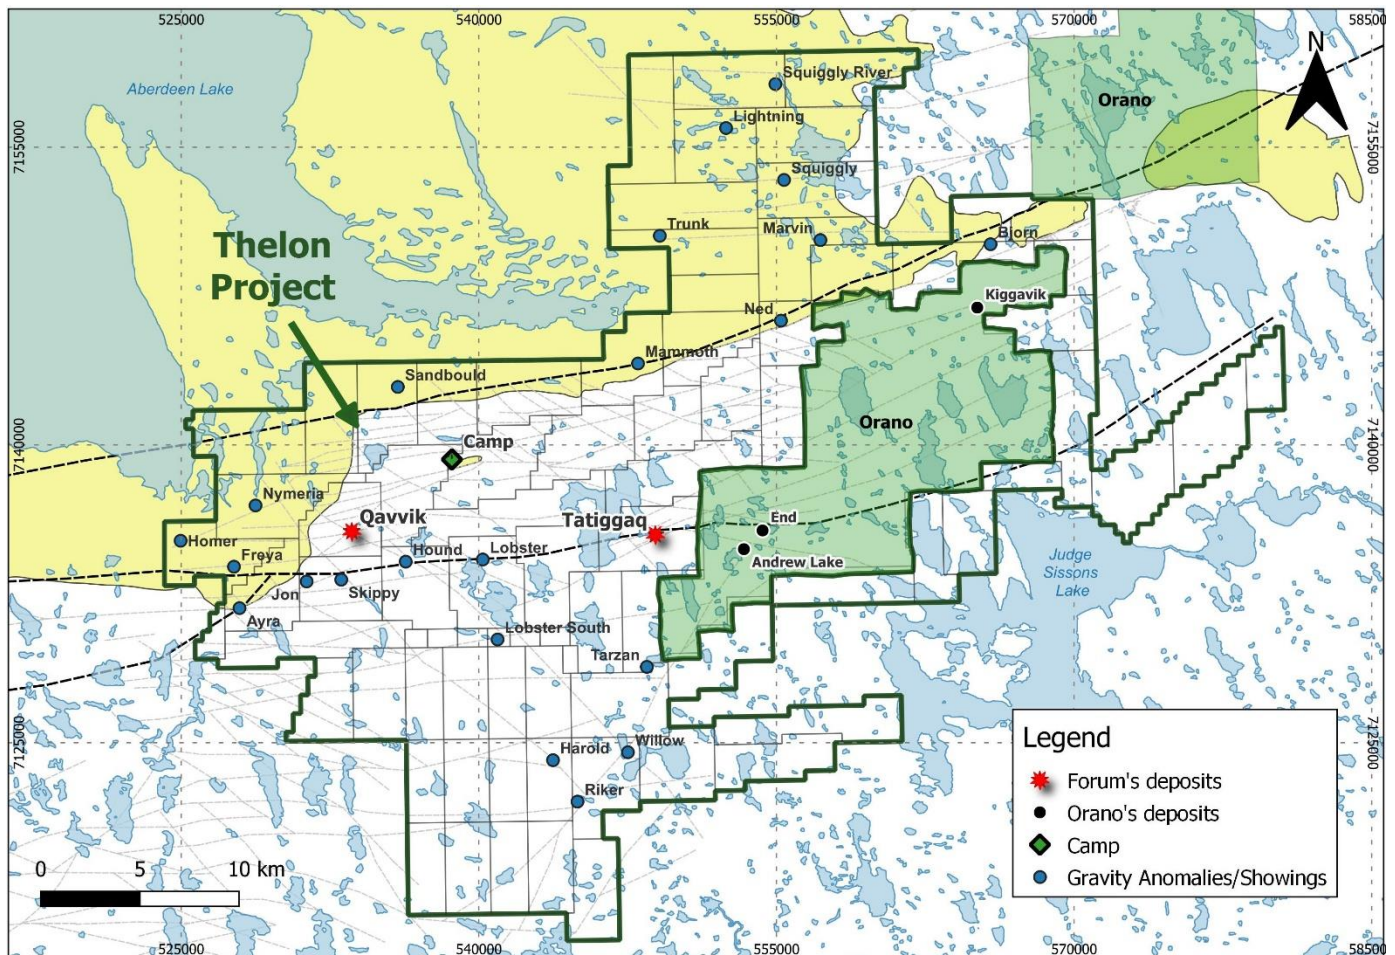 525000
540000
555000
570000
585000
N
Squiggly River
Aberdeen Lake
Orano
Lightning
7155000
7155000
Squiggly
Trunk
Marvin
Bjorn
Thelon
Project
Kiggavik
Ned
Mammoth
Sandbould
Orano
Camp
7140000
7140000
Nymeria
Qavvik
Tatiggaq
End
Homer
Hound
Lobster
Freya
Andrew Lake
Judge
Sissons
Lake
Jon
Skippy
Ayra
Lobster South
Tarzan
7125000
7125000
Harold
Willow
Riker
Legend
Forum's deposits
Orano's deposits
Camp
Gravity Anomalies/Showings
0
5
10 km
525000
540000
555000
570000
585000